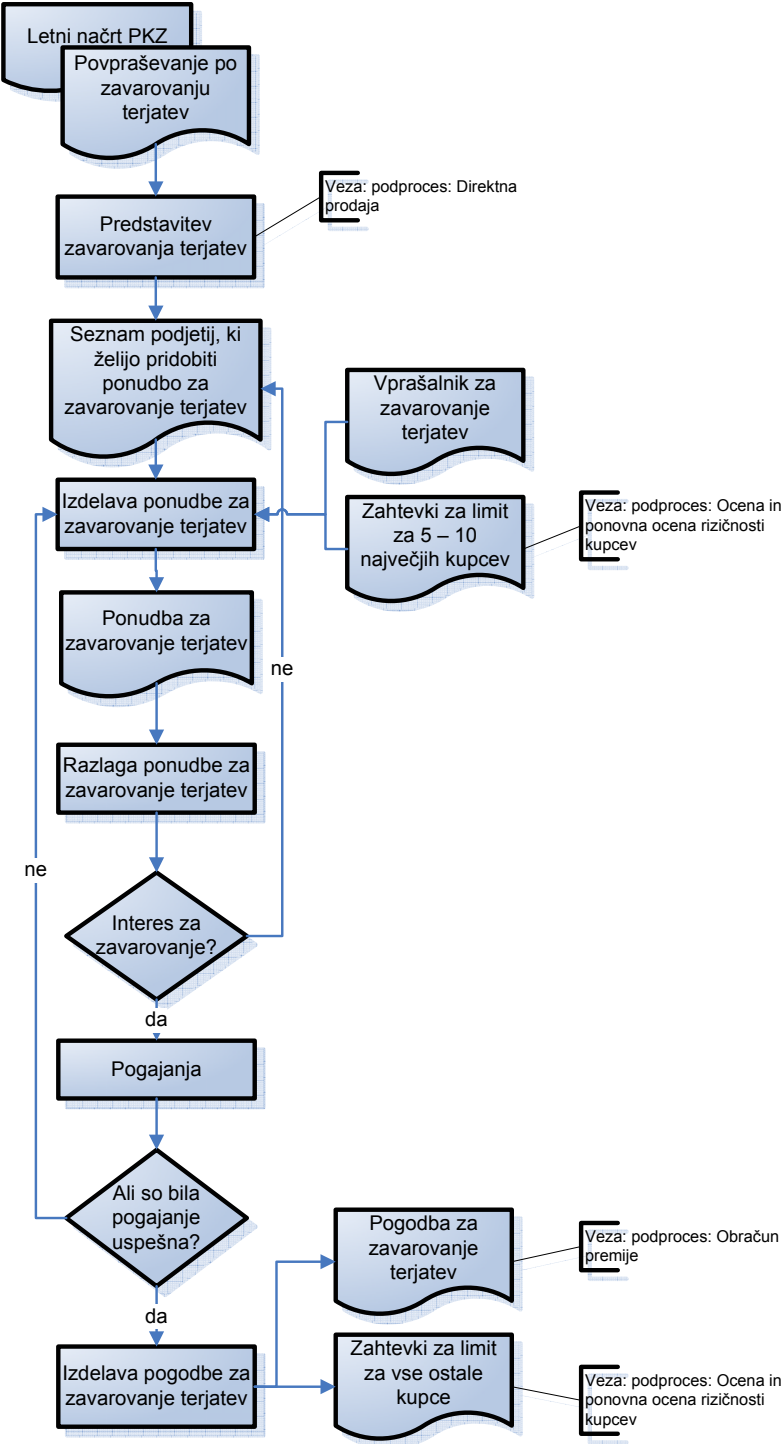 Letni načrt PKZ
Povpraševanje po
zavarovanju
terjatev
Veza: podproces: Direktna
prodaja
Predstavitev
zavarovanja terjatev
Seznam podjetij, ki
želijo pridobiti
ponudbo za
zavarovanje terjatev
Vprašalnik za
zavarovanje
terjatev
Izdelava ponudbe za
zavarovanje terjatev
Zahtevki za limit
za 5 – 10
največjih kupcev
Veza: podproces: Ocena in
ponovna ocena rizičnosti
kupcev
Ponudba za
zavarovanje terjatev
ne
Razlaga ponudbe za
zavarovanje terjatev
ne
Interes za
zavarovanje?
da
Pogajanja
Ali so bila
pogajanje
uspešna?
Pogodba za
zavarovanje
terjatev
Veza: podproces: Obračun
premije
da
Izdelava pogodbe za
zavarovanje terjatev
Zahtevki za limit
za vse ostale
kupce
Veza: podproces: Ocena in
ponovna ocena rizičnosti
kupcev